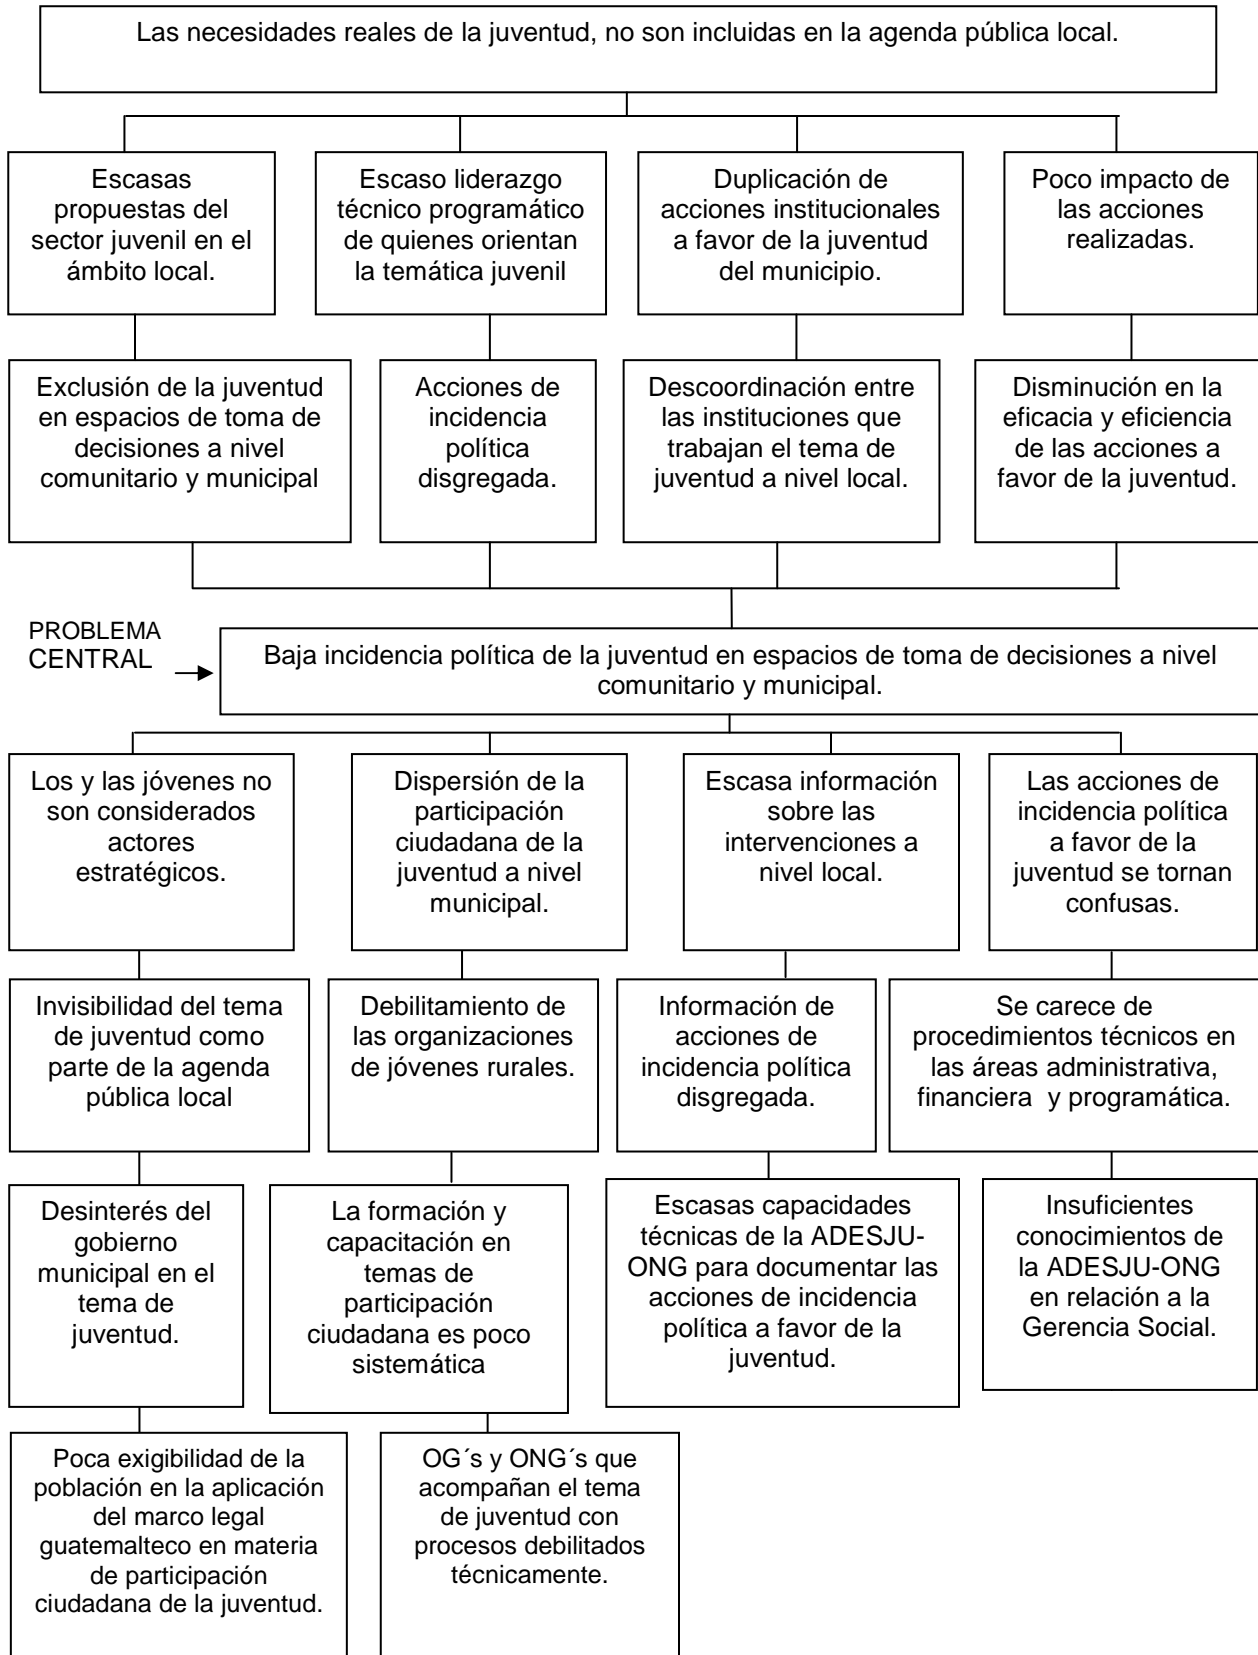 Las necesidades reales de la juventud, no son incluidas en la agenda pública local.
Escasas
propuestas del
sector juvenil en el
ámbito local.
Escaso liderazgo
técnico programático
de quienes orientan
la temática juvenil
Duplicación de
acciones institucionales
a favor de la juventud
del municipio.
Poco impacto de
las acciones
realizadas.
Exclusión de la juventud
en espacios de toma de
decisiones a nivel
comunitario y municipal
Acciones de
incidencia
política
disgregada.
Descoordinación entre
las instituciones que
trabajan el tema de
juventud a nivel local.
Disminución en la
eficacia y eficiencia
de las acciones a
favor de la juventud.
PROBLEMA
CENTRAL
Baja incidencia política de la juventud en espacios de toma de decisiones a nivel
comunitario y municipal.
Los y las jóvenes no
son considerados
actores
estratégicos.
Dispersión de la
participación
ciudadana de la
juventud a nivel
municipal.
Escasa información
sobre las
intervenciones a
nivel local.
Las acciones de
incidencia política
a favor de la
juventud se tornan
confusas.
Invisibilidad del tema
de juventud como
parte de la agenda
pública local
Debilitamiento de
las organizaciones
de jóvenes rurales.
Información de
acciones de
incidencia política
disgregada.
Se carece de
procedimientos técnicos en
las áreas administrativa,
financiera y programática.
Desinterés del
gobierno
municipal en el
tema de
juventud.
La formación y
capacitación en
temas de
participación
ciudadana es poco
sistemática
Escasas capacidades
técnicas de la ADESJU-
ONG para documentar las
acciones de incidencia
política a favor de la
juventud.
Insuficientes
conocimientos de
la ADESJU-ONG
en relación a la
Gerencia Social.
Poca exigibilidad de la
población en la aplicación
del marco legal
guatemalteco en materia
de participación
ciudadana de la juventud.
OG´s y ONG´s que
acompañan el tema
de juventud con
procesos debilitados
técnicamente.